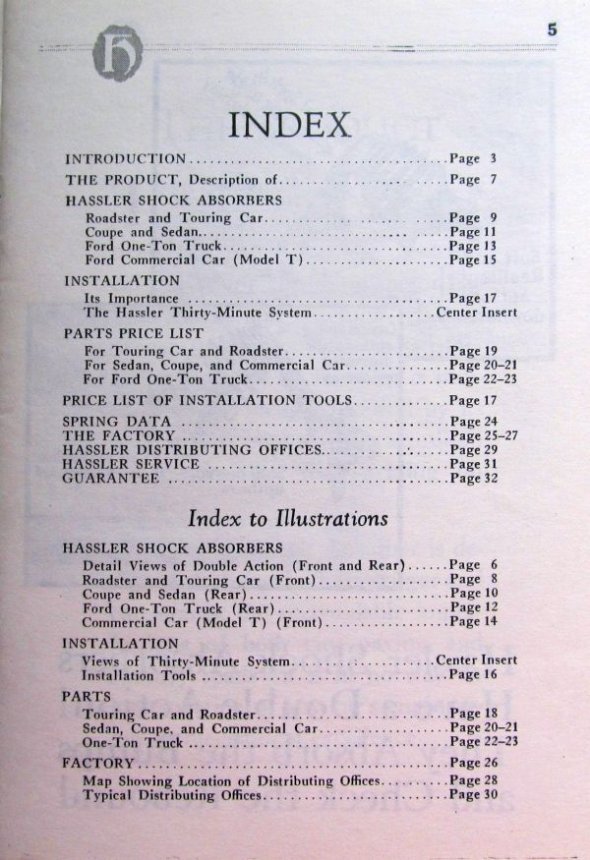 5
H
INDEX
INTRODUCTION........Page 3
THE PRODUCT, Description of........Page 7
HASSLER SHOCK ABSORBERS
Roadster and Touring Car........Page 9
Coupe and Sedan........Page 11
Ford One-Ton Truck........Page 13
Ford Commercial Car (Model T)........Page 15
INSTALLATION
Its Importance ........Page 17
The Hassler Thirty-Minute System........Center Insert
PARTS PRICE LIST
For Touring Car and Roadster........Page 19
For Sedan, Coupe, and Commercial Car........Page 20–21
For Ford One-Ton Truck........Page 22–23
PRICE LIST OF INSTALLATION TOOLS........Page 17
SPRING DATA ........Page 24
THE FACTORY ........Page 25–27
HASSLER DISTRIBUTING OFFICES........Page 29
HASSLER SERVICE ........Page 31
GUARANTEE ........Page 32
Index to Illustrations
HASSLER SHOCK ABSORBERS
Detail Views of Double Action (Front and Rear)......Page 6
Roadster and Touring Car (Front)........Page 8
Coupe and Sedan (Rear)........Page 10
Ford One-Ton Truck (Rear)........Page 12
Commercial Car (Model T) (Front)........Page 14
INSTALLATION
Views of Thirty-Minute System........Center Insert
Installation Tools ........Page 16
PARTS
Touring Car and Roadster........Page 18
Sedan, Coupe, and Commercial Car........Page 20–21
One-Ton Truck ........Page 22–23
FACTORY........Page 26
Map Showing Location of Distributing Offices........Page 28
Typical Distributing Offices........Page 30